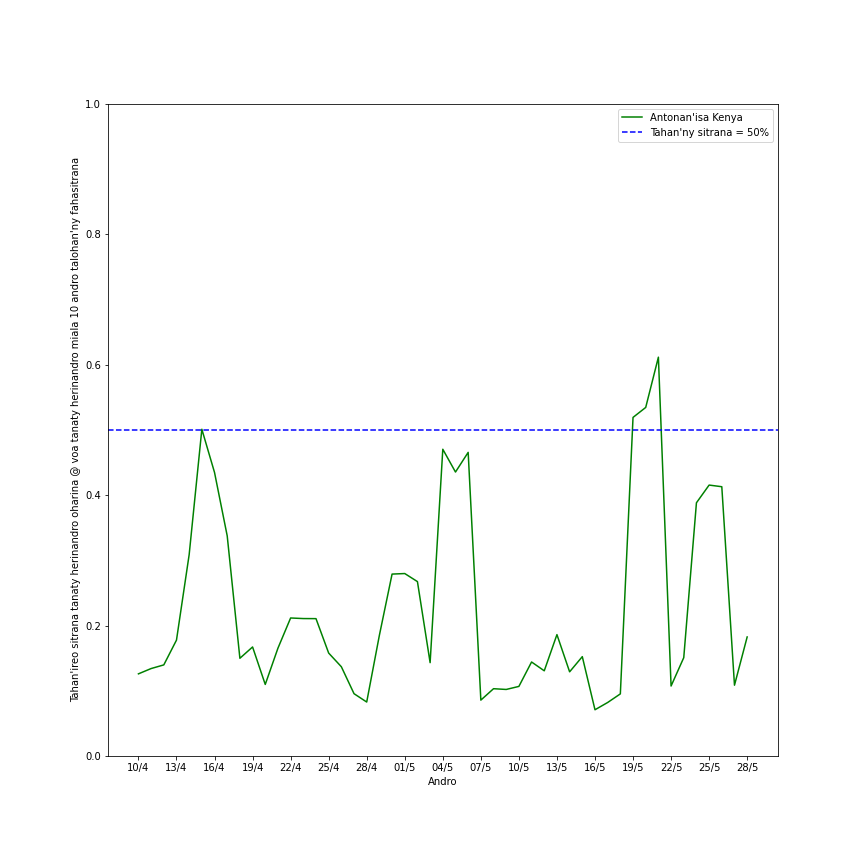 Antonan'isa Kenya
Tahan'ny sitrana = 50%
Tahan'ireo sitrana tanaty herinandro oharina @ voa tanaty herinandro miala 10 andro talohan'ny fahasitrana
1.0
0.8
0.6
0.4
0.2
0.0
10/4 13/4 16/4 19/4 22/4 25/4 28/4 01/5 04/5 07/5 10/5 13/5 16/5 19/5 22/5 25/5 28/5
Andro